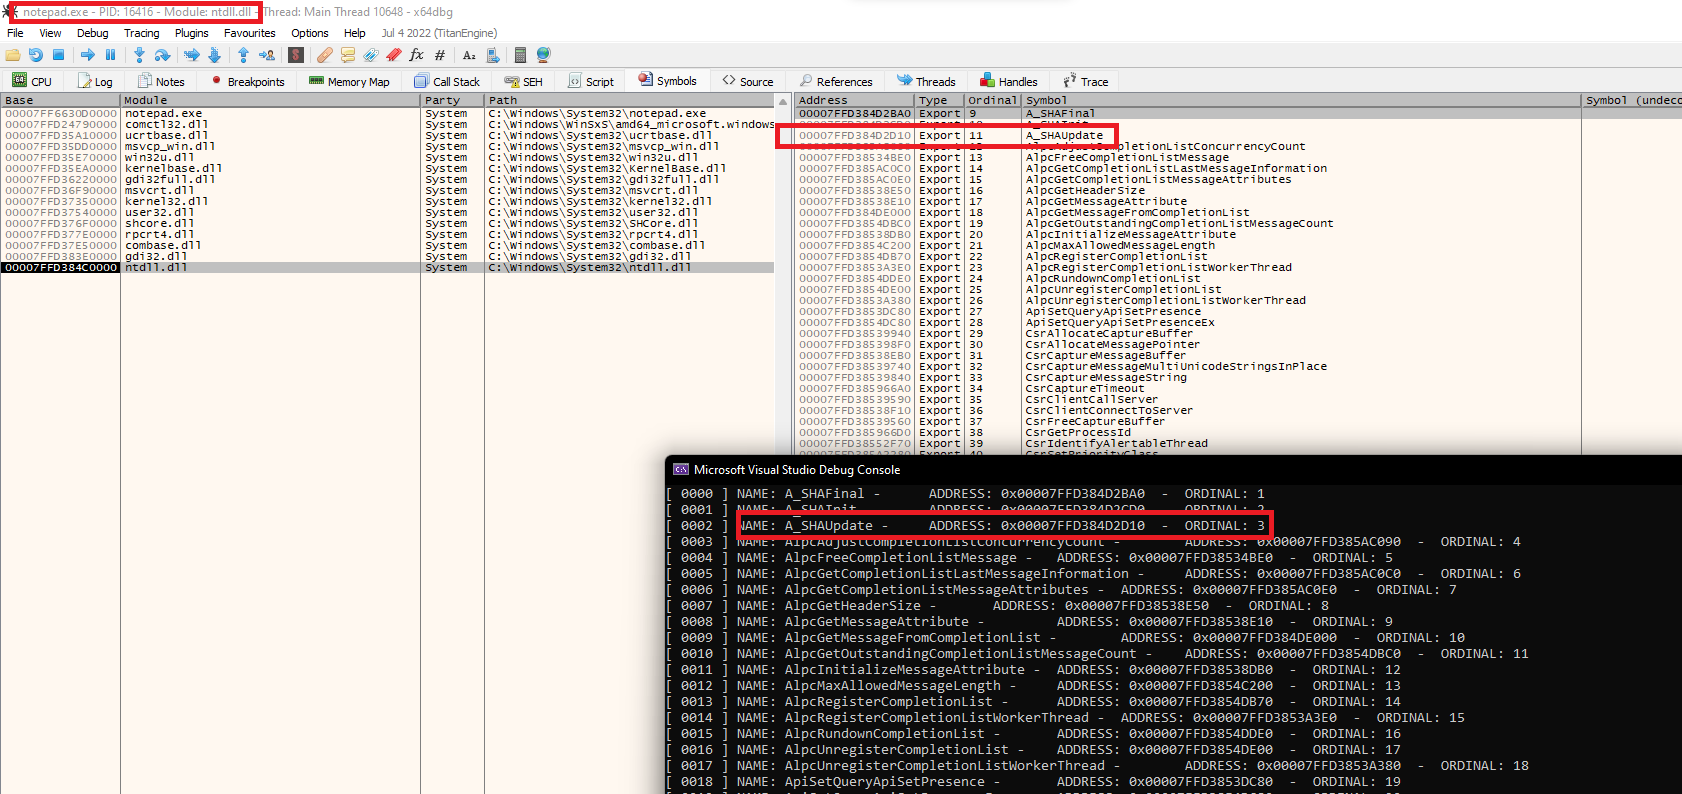 notepad.exe - PID: 16416 - Module: ntdll.dll - Thread: Main Thread 10648 - x64dbg
File View Debug Tracing Plugins Favourites Options Help Jul 4 2022 (TitanEngine)
CPU Log Notes Breakpoints Memory Map Call Stack SEH Script Symbols Source References Threads Handles Trace
Base Module Party Path
00007FF6630D0000 notepad.exe System C:\Windows\System32\notepad.exe
00007FFD24790000 comctl32.dll System C:\Windows\WinSxS\amd64_microsoft.windows
00007FFD35A10000 ucrtbase.dll System C:\Windows\System32\ucrtbase.dll
00007FFD35DD0000 msvcp_win.dll System C:\Windows\System32\msvcp_win.dll
00007FFD35E70000 win32u.dll System C:\Windows\System32\win32u.dll
00007FFD35EA0000 kernelbase.dll System C:\Windows\System32\KernelBase.dll
00007FFD36220000 gdi32full.dll System C:\Windows\System32\gdi32full.dll
00007FFD36F90000 msvcrt.dll System C:\Windows\System32\msvcrt.dll
00007FFD37350000 kernel32.dll System C:\Windows\System32\kernel32.dll
00007FFD37540000 user32.dll System C:\Windows\System32\user32.dll
00007FFD376F0000 shcore.dll System C:\Windows\System32\SHCore.dll
00007FFD377E0000 rpcrt4.dll System C:\Windows\System32\rpcrt4.dll
00007FFD37E50000 combase.dll System C:\Windows\System32\combase.dll
00007FFD383E0000 gdi32.dll System C:\Windows\System32\gdi32.dll
00007FFD384C0000 ntdll.dll System C:\Windows\System32\ntdll.dll
Address Type Ordinal Symbol Symbol (undeco
00007FFD384D2BA0 Export 9 A_SHAFinal
00007FFD384D2D10 Export 11 A_SHAUpdate
AlpcAdjustCompletionListConcurrencyCount
00007FFD38534BE0 Export 13 AlpcFreeCompletionListMessage
00007FFD385AC0C0 Export 14 AlpcGetCompletionListLastMessageInformation
00007FFD385AC0E0 Export 15 AlpcGetCompletionListMessageAttributes
00007FFD38538E50 Export 16 AlpcGetHeaderSize
00007FFD38538E10 Export 17 AlpcGetMessageAttribute
00007FFD384DE000 Export 18 AlpcGetMessageFromCompletionList
00007FFD3854DBC0 Export 19 AlpcGetOutstandingCompletionListMessageCount
00007FFD38538DB0 Export 20 AlpcInitializeMessageAttribute
00007FFD3854C200 Export 21 AlpcMaxAllowedMessageLength
00007FFD3854DB70 Export 22 AlpcRegisterCompletionList
00007FFD3853A3E0 Export 23 AlpcRegisterCompletionListWorkerThread
00007FFD3854DDE0 Export 24 AlpcRundownCompletionList
00007FFD3854DE00 Export 25 AlpcUnregisterCompletionList
00007FFD3853A380 Export 26 AlpcUnregisterCompletionListWorkerThread
00007FFD3853DC80 Export 27 ApiSetQueryApiSetPresence
00007FFD3854DC80 Export 28 ApiSetQueryApiSetPresenceEx
00007FFD38539940 Export 29 CsrAllocateCaptureBuffer
00007FFD385398F0 Export 30 CsrAllocateMessagePointer
00007FFD38538EB0 Export 31 CsrCaptureMessageBuffer
00007FFD38539740 Export 32 CsrCaptureMessageMultiUnicodeStringsInPlace
00007FFD38539840 Export 33 CsrCaptureMessageString
00007FFD385966A0 Export 34 CsrCaptureTimeout
00007FFD38539590 Export 35 CsrClientCallServer
00007FFD38538F10 Export 36 CsrClientConnectToServer
00007FFD38539560 Export 37 CsrFreeCaptureBuffer
00007FFD385966D0 Export 38 CsrGetProcessId
00007FFD38552F70 Export 39 CsrIdentifyAlertableThread
Microsoft Visual Studio Debug Console
[ 0000 ] NAME: A_SHAFinal - ADDRESS: 0x00007FFD384D2BA0 - ORDINAL: 1
[ 0001 ] NAME: A_SHAInit - ADDRESS: 0x00007FFD384D2CD0 - ORDINAL: 2
[ 0002 ] NAME: A_SHAUpdate - ADDRESS: 0x00007FFD384D2D10 - ORDINAL: 3
[ 0003 ] NAME: AlpcAdjustCompletionListConcurrencyCount - ADDRESS: 0x00007FFD385AC090 - ORDINAL: 4
[ 0004 ] NAME: AlpcFreeCompletionListMessage - ADDRESS: 0x00007FFD38534BE0 - ORDINAL: 5
[ 0005 ] NAME: AlpcGetCompletionListLastMessageInformation - ADDRESS: 0x00007FFD385AC0C0 - ORDINAL: 6
[ 0006 ] NAME: AlpcGetCompletionListMessageAttributes - ADDRESS: 0x00007FFD385AC0E0 - ORDINAL: 7
[ 0007 ] NAME: AlpcGetHeaderSize - ADDRESS: 0x00007FFD38538E50 - ORDINAL: 8
[ 0008 ] NAME: AlpcGetMessageAttribute - ADDRESS: 0x00007FFD38538E10 - ORDINAL: 9
[ 0009 ] NAME: AlpcGetMessageFromCompletionList - ADDRESS: 0x00007FFD384DE000 - ORDINAL: 10
[ 0010 ] NAME: AlpcGetOutstandingCompletionListMessageCount - ADDRESS: 0x00007FFD3854DBC0 - ORDINAL: 11
[ 0011 ] NAME: AlpcInitializeMessageAttribute - ADDRESS: 0x00007FFD38538DB0 - ORDINAL: 12
[ 0012 ] NAME: AlpcMaxAllowedMessageLength - ADDRESS: 0x00007FFD3854C200 - ORDINAL: 13
[ 0013 ] NAME: AlpcRegisterCompletionList - ADDRESS: 0x00007FFD3854DB70 - ORDINAL: 14
[ 0014 ] NAME: AlpcRegisterCompletionListWorkerThread - ADDRESS: 0x00007FFD3853A3E0 - ORDINAL: 15
[ 0015 ] NAME: AlpcRundownCompletionList - ADDRESS: 0x00007FFD3854DDE0 - ORDINAL: 16
[ 0016 ] NAME: AlpcUnregisterCompletionList - ADDRESS: 0x00007FFD3854DE00 - ORDINAL: 17
[ 0017 ] NAME: AlpcUnregisterCompletionListWorkerThread - ADDRESS: 0x00007FFD3853A380 - ORDINAL: 18
[ 0018 ] NAME: ApiSetQueryApiSetPresence - ADDRESS: 0x00007FFD3853DC80 - ORDINAL: 19